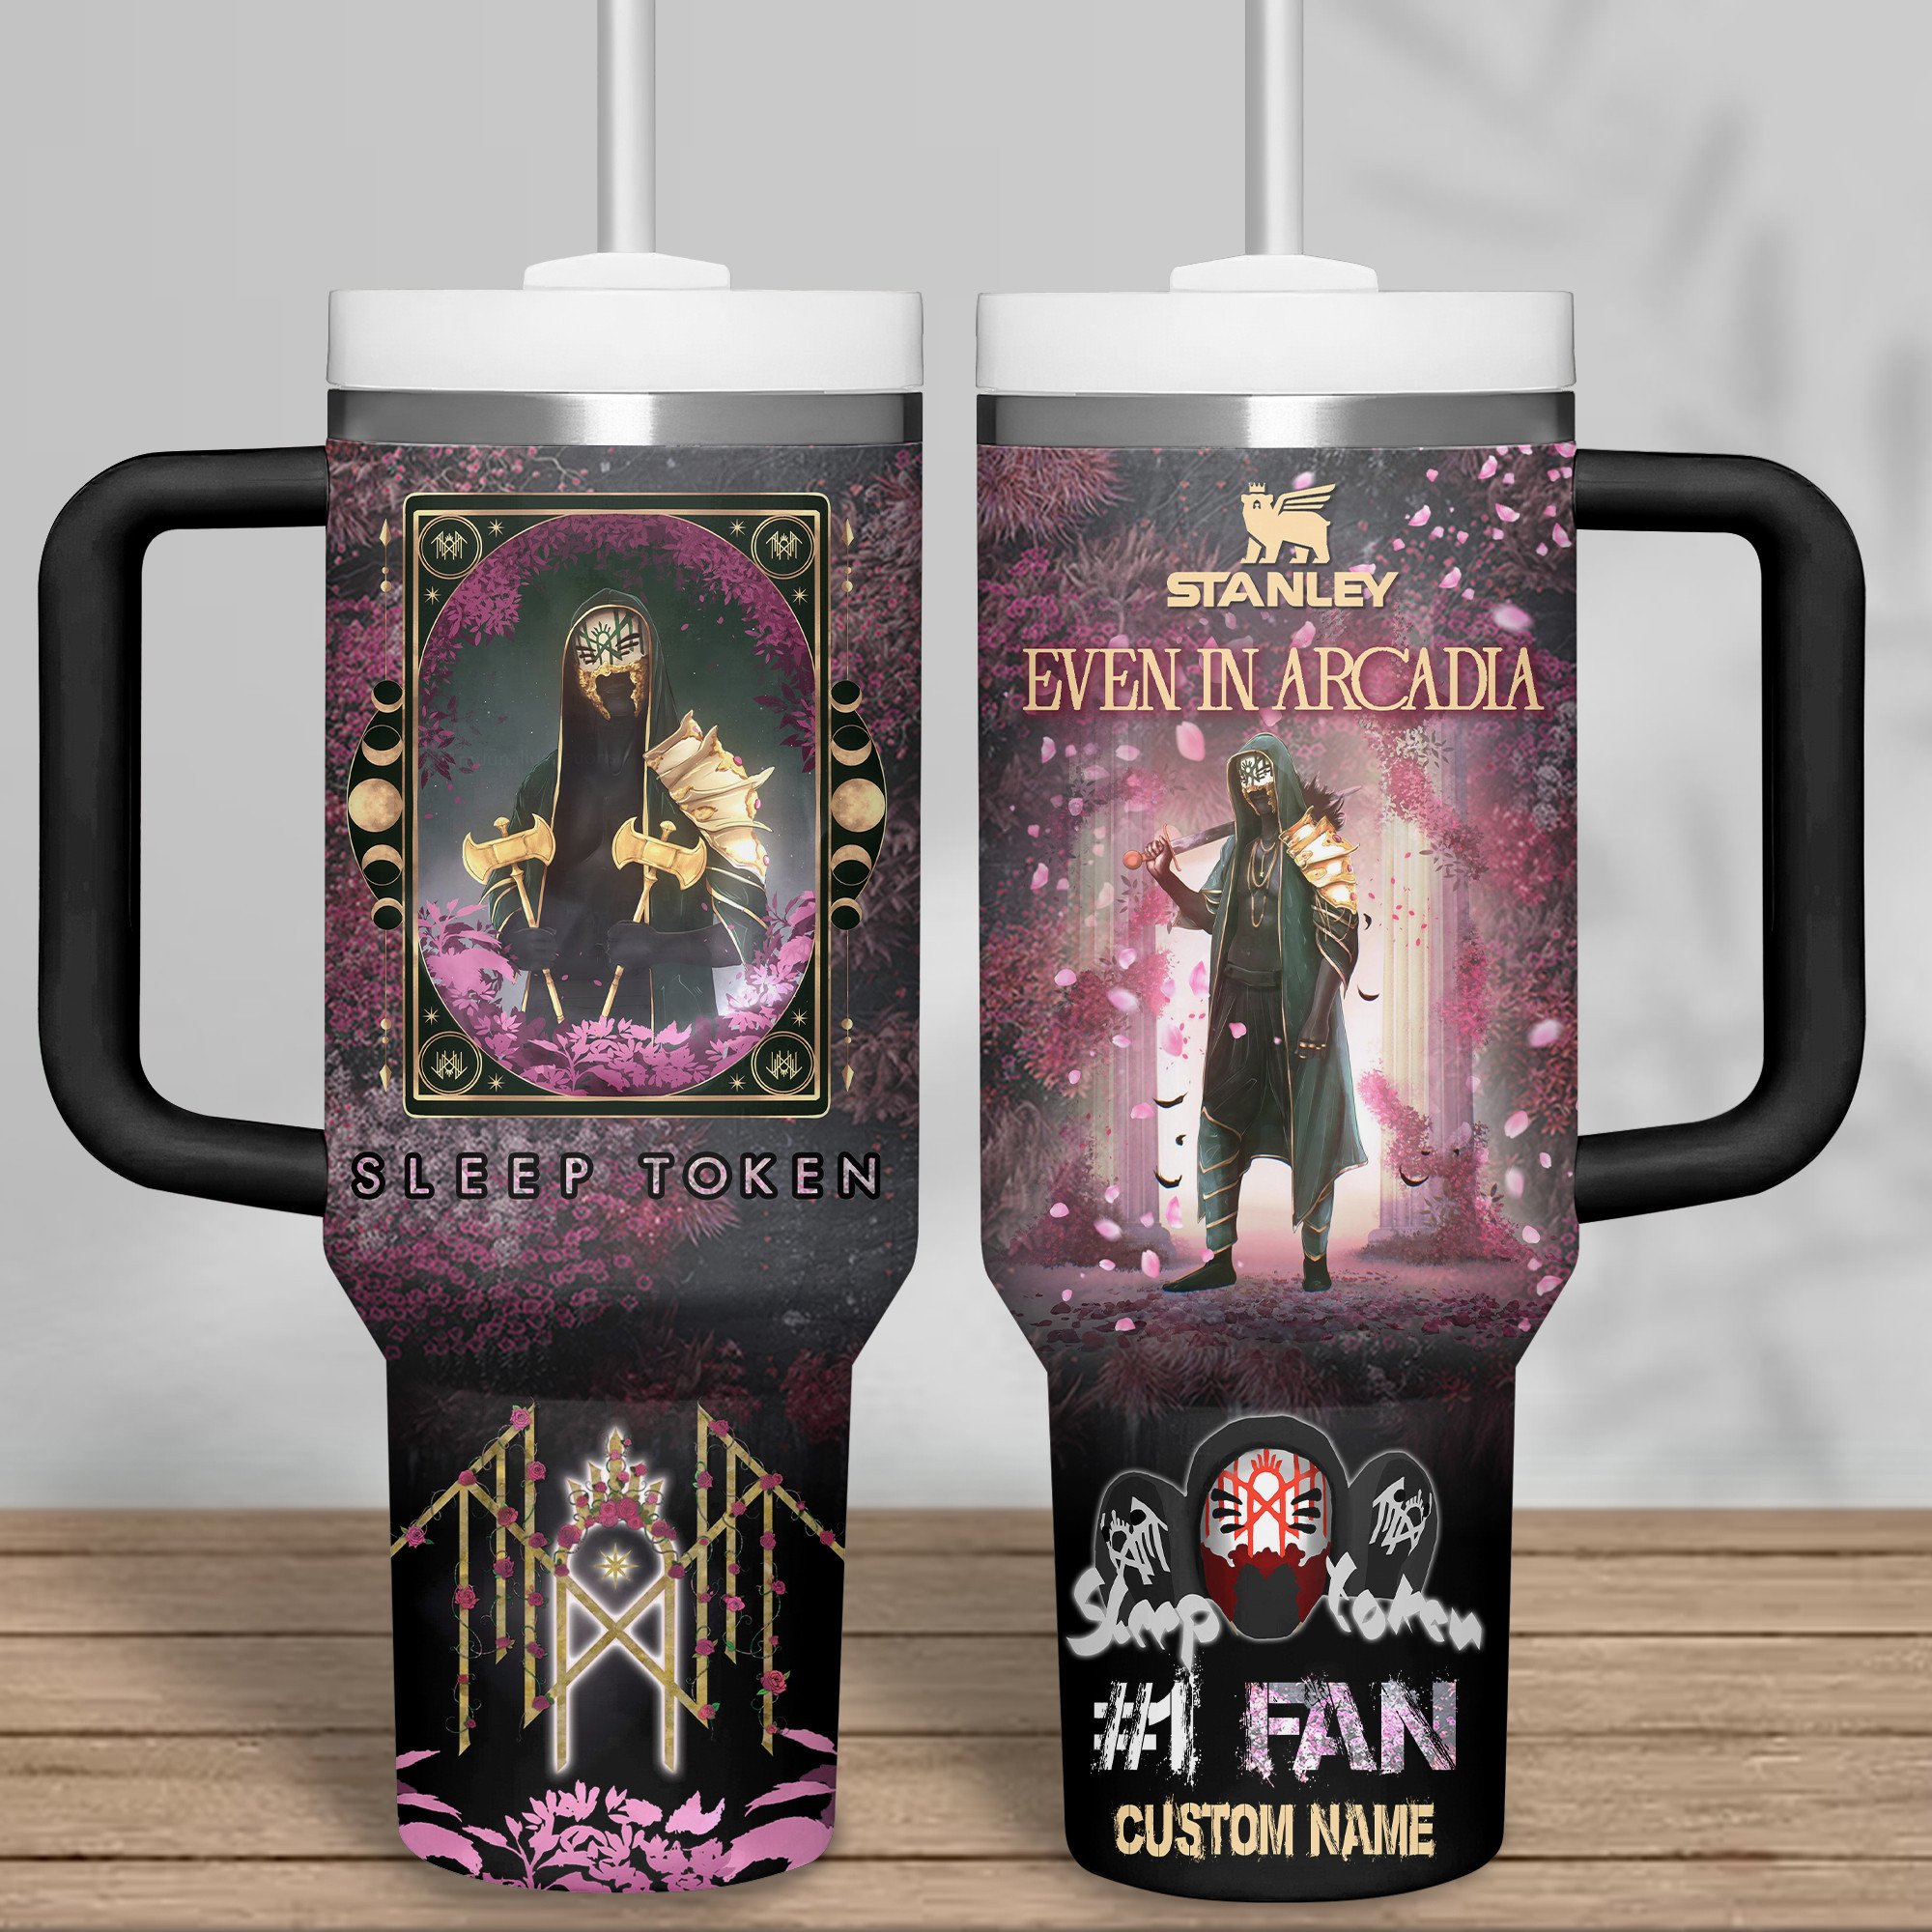 SLEEP TOKEN
STANLEY
EVEN IN ARCADIA
Sleep Token
#1 FAN
CUSTOM NAME